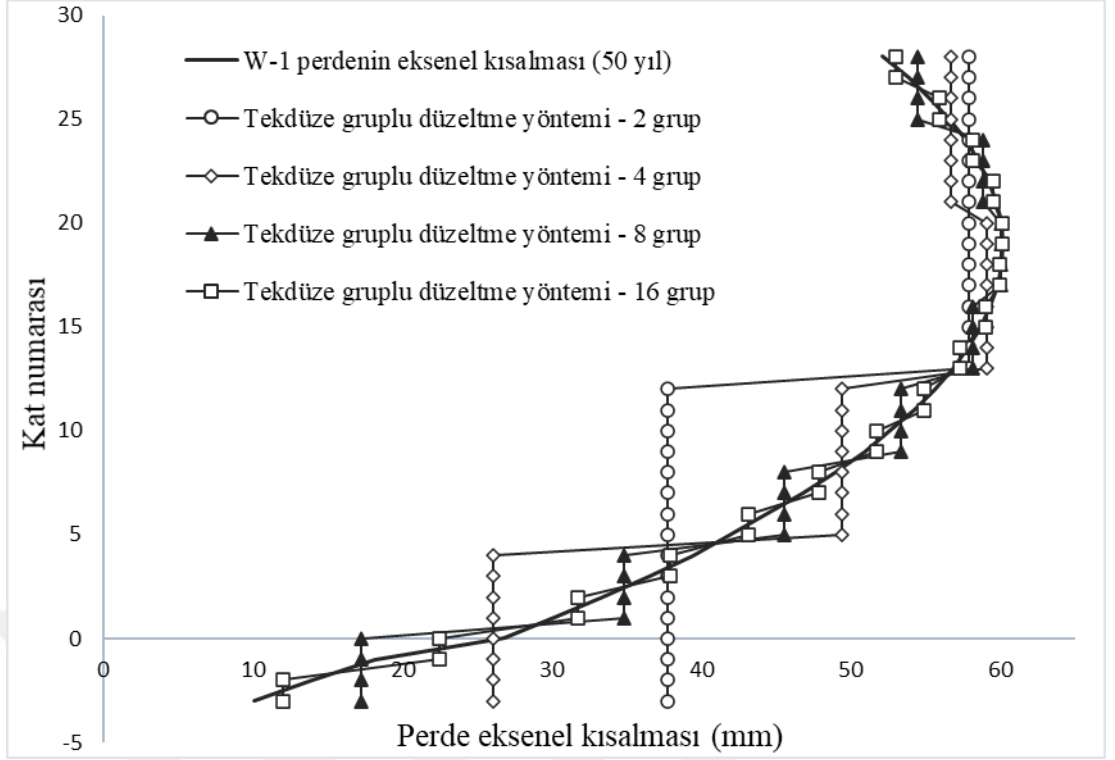 30
25
20
15
10
5
0
-5
Kat numarası
W-1 perdenin eksenel kısalması (50 yıl)
Tekdüze gruplu düzeltme yöntemi - 2 grup
Tekdüze gruplu düzeltme yöntemi - 4 grup
Tekdüze gruplu düzeltme yöntemi - 8 grup
Tekdüze gruplu düzeltme yöntemi - 16 grup
0 10 20 30 40 50 60
Perde eksenel kısalması (mm)